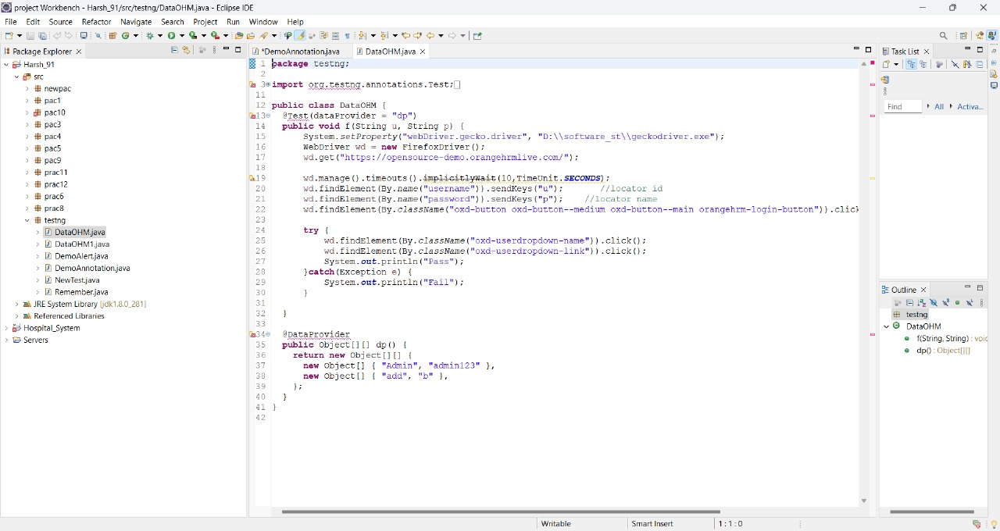 project Workbench - Harsh_91/src/testng/DataOHM.java - Eclipse IDE
File Edit Source Refactor Navigate Search Project Run Window Help
Package Explorer
Harsh_91
src
newpac
pac1
pac10
pac3
pac4
pac5
pac9
prac11
prac12
prac6
prac8
testng
DataOHM.java
DataOHM1.java
DemoAlert.java
DemoAnnotation.java
NewTest.java
Remember.java
JRE System Library [jdk1.8.0_281]
Referenced Libraries
Hospital_System
Servers
*DemoAnnotation.java DataOHM.java
1 package testng;
2
3 import org.testng.annotations.Test;
11
12 public class DataOHM {
13 @Test(dataProvider = "dp")
14 public void f(String u, String p) {
15 System.setProperty("webDriver.gecko.driver", "D:\\software_st\\geckodriver.exe");
16 WebDriver wd = new FirefoxDriver();
17 wd.get("https://opensource-demo.orangehrmlive.com/");
18
19 wd.manage().timeouts().implicitlyWait(10,TimeUnit.SECONDS);
20 wd.findElement(By.name("username")).sendKeys("u"); //locator id
21 wd.findElement(By.name("password")).sendKeys("p"); //locator name
22 wd.findElement(By.className("oxd-button oxd-button--medium oxd-button--main orangehrm-login-button")).click
23
24 try {
25 wd.findElement(By.className("oxd-userdropdown-name")).click();
26 wd.findElement(By.className("oxd-userdropdown-link")).click();
27 System.out.println("Pass");
28 }catch(Exception e) {
29 System.out.println("Fail");
30 }
31
32 }
33
34 @DataProvider
35 public Object[][] dp() {
36 return new Object[][] {
37 new Object[] { "Admin", "admin123" },
38 new Object[] { "add", "b" },
39 };
40 }
41 }
42
Task List
Find All Activa...
Outline
testng
DataOHM
f(String, String) : void
dp() : Object[][]
Writable Smart Insert 1 : 1 : 0